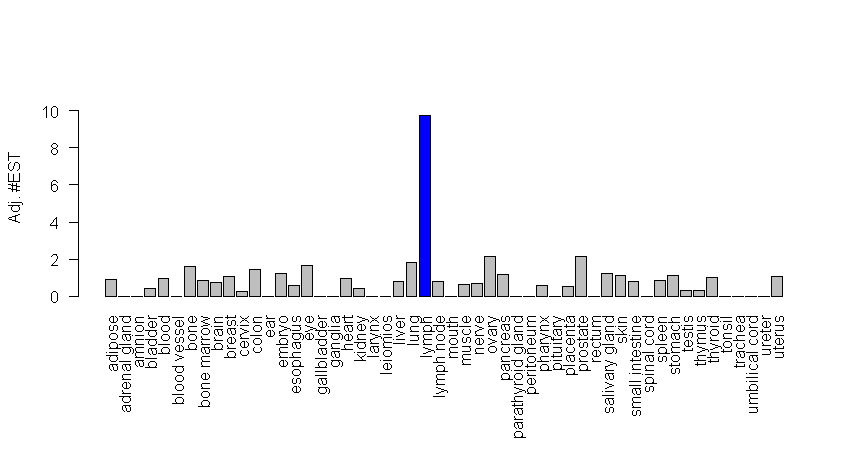 Adj. #EST
10
8
6
4
2
0
adipose
adrenal gland
amnion
bladder
blood
blood vessel
bone
bone marrow
brain
breast
cervix
colon
ear
embryo
esophagus
eye
gallbladder
ganglia
heart
kidney
larynx
leiomios
liver
lung
lymph
lymph node
mouth
muscle
nerve
ovary
pancreas
parathyroid gland
peritoneum
pharynx
pituitary
placenta
prostate
rectum
salivary gland
skin
small intestine
spinal cord
spleen
stomach
testis
thymus
thyroid
tonsil
trachea
umbilical cord
ureter
uterus